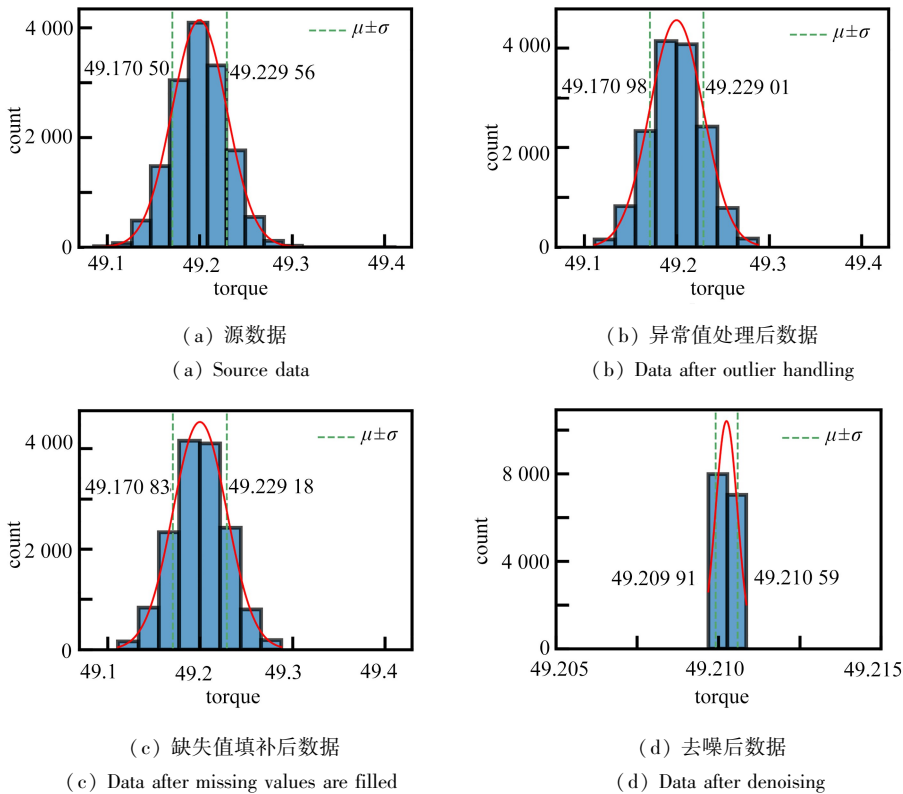 4 000
μ±σ
49.170 50
49.229 56
count
2 000
0
49.1
49.2
49.3
49.4
torque
(a) 源数据
(a) Source data
4 000
μ±σ
49.170 98
49.229 01
count
2 000
0
49.1
49.2
49.3
49.4
torque
(b) 异常值处理后数据
(b) Data after outlier handling
4 000
μ±σ
49.170 83
49.229 18
count
2 000
0
49.1
49.2
49.3
49.4
torque
(c) 缺失值填补后数据
(c) Data after missing values are filled
μ±σ
8 000
count
4 000
49.209 91
49.210 59
0
49.205
49.210
49.215
torque
(d) 去噪后数据
(d) Data after denoising